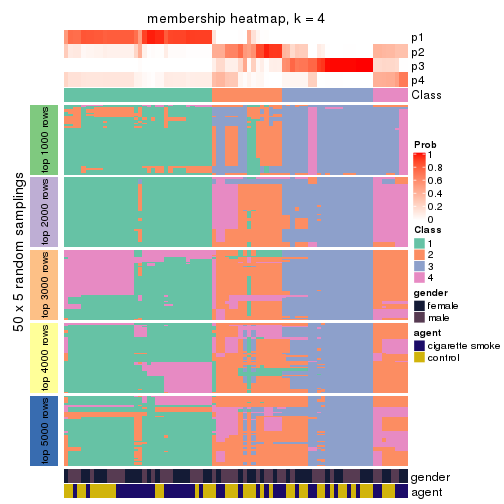 membership heatmap, k = 4
p1
p2
p3
p4
Class
50 x 5 random samplings
top 1000 rows
top 2000 rows
top 3000 rows
top 4000 rows
top 5000 rows
gender
agent
Prob
1
0.8
0.6
0.4
0.2
0
Class
1
2
3
4
gender
female
male
agent
cigarette smoke
control